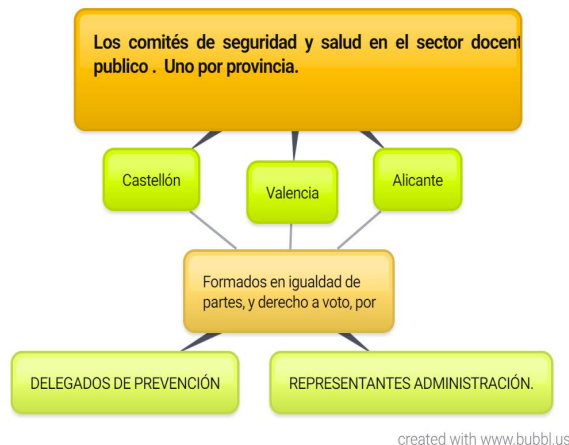 Los comités de seguridad y salud en el sector docent
publico . Uno por provincia.
Castellón
Valencia
Alicante
Formados en igualdad de
partes, y derecho a voto, por
DELEGADOS DE PREVENCIÓN
REPRESENTANTES ADMINISTRACIÓN.
created with www.bubbl.us